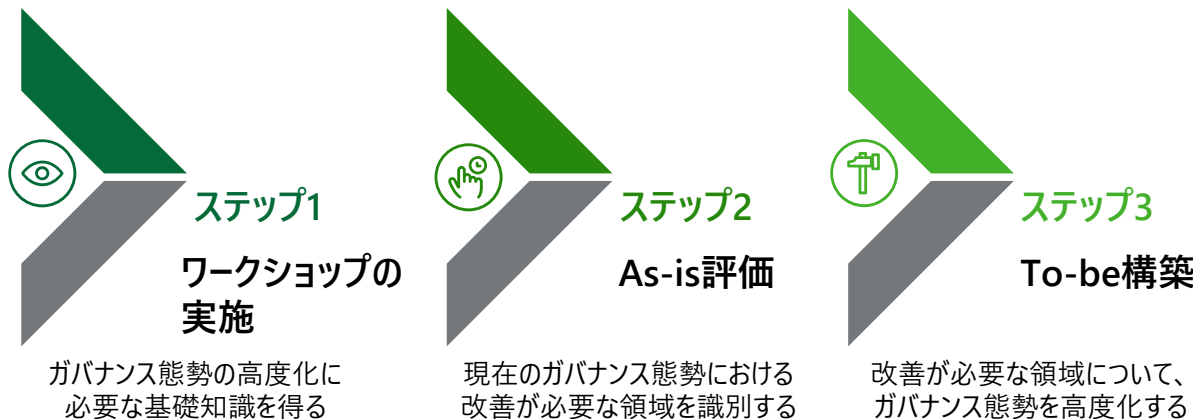 ステップ1
ワークショップの
実施
ガバナンス態勢の高度化に
必要な基礎知識を得る
ステップ2
As-is評価
現在のガバナンス態勢における
改善が必要な領域を識別する
ステップ3
To-be構築
改善が必要な領域について、
ガバナンス態勢を高度化する